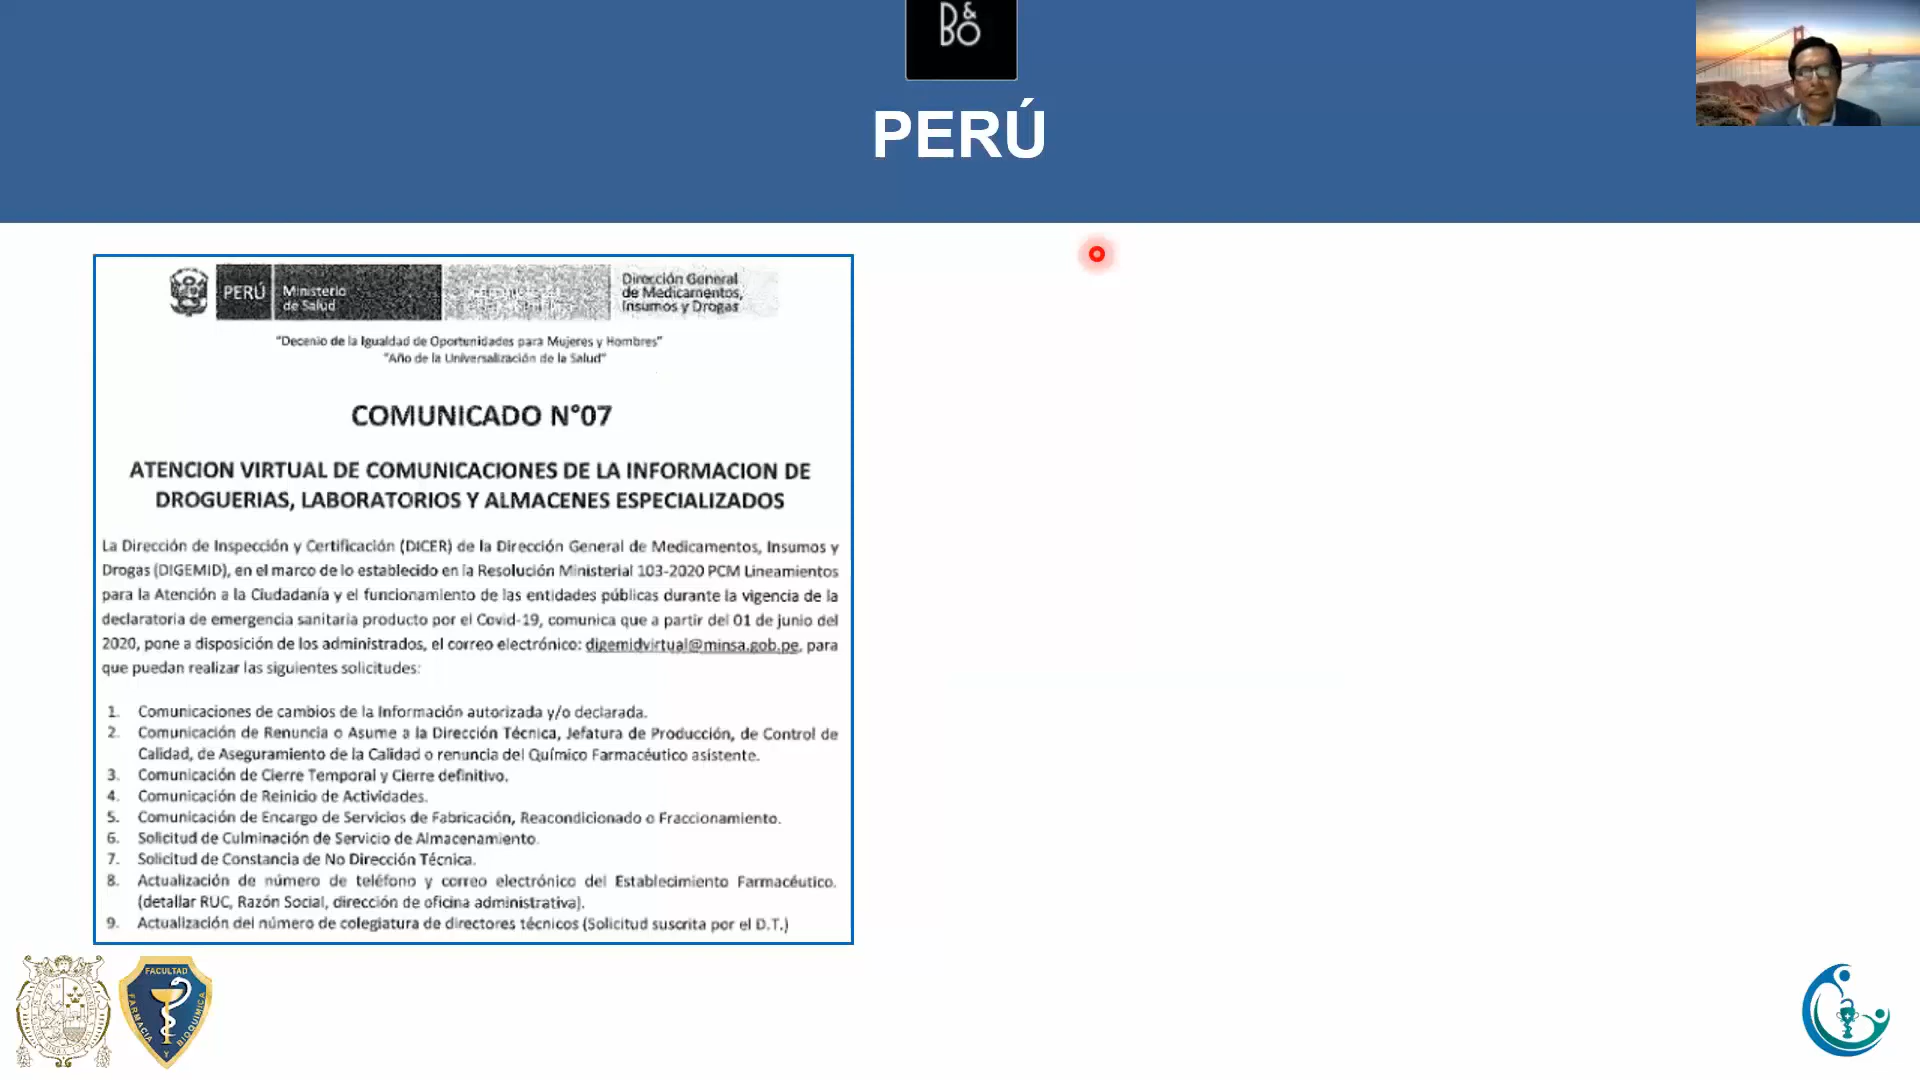 B&O
PERÚ
PERÚ
Ministerio
de Salud
Dirección General
de Medicamentos,
Insumos y Drogas
"Decenio de la Igualdad de Oportunidades para Mujeres y Hombres"
"Año de la Universalización de la Salud"
COMUNICADO N°07
ATENCION VIRTUAL DE COMUNICACIONES DE LA INFORMACION DE
DROGUERIAS, LABORATORIOS Y ALMACENES ESPECIALIZADOS
La Dirección de Inspección y Certificación (DICER) de la Dirección General de Medicamentos, Insumos y
Drogas (DIGEMID), en el marco de lo establecido en la Resolución Ministerial 103-2020 PCM Lineamientos
para la Atención a la Ciudadanía y el funcionamiento de las entidades públicas durante la vigencia de la
declaratoria de emergencia sanitaria producto por el Covid-19, comunica que a partir del 01 de junio del
2020, pone a disposición de los administrados, el correo electrónico: digemidvirtual@minsa.gob.pe, para
que puedan realizar las siguientes solicitudes:
1. Comunicaciones de cambios de la Información autorizada y/o declarada.
2. Comunicación de Renuncia o Asume a la Dirección Técnica, Jefatura de Producción, de Control de
Calidad, de Aseguramiento de la Calidad o renuncia del Químico Farmacéutico asistente.
3. Comunicación de Cierre Temporal y Cierre definitivo.
4. Comunicación de Reinicio de Actividades.
5. Comunicación de Encargo de Servicios de Fabricación, Reacondicionado o Fraccionamiento.
6. Solicitud de Culminación de Servicio de Almacenamiento.
7. Solicitud de Constancia de No Dirección Técnica.
8. Actualización de número de teléfono y correo electrónico del Establecimiento Farmacéutico.
(detallar RUC, Razón Social, dirección de oficina administrativa).
9. Actualización del número de colegiatura de directores técnicos (Solicitud suscrita por el D.T.)
FACULTAD
FARMACIA
Y
BIOQUIMICA